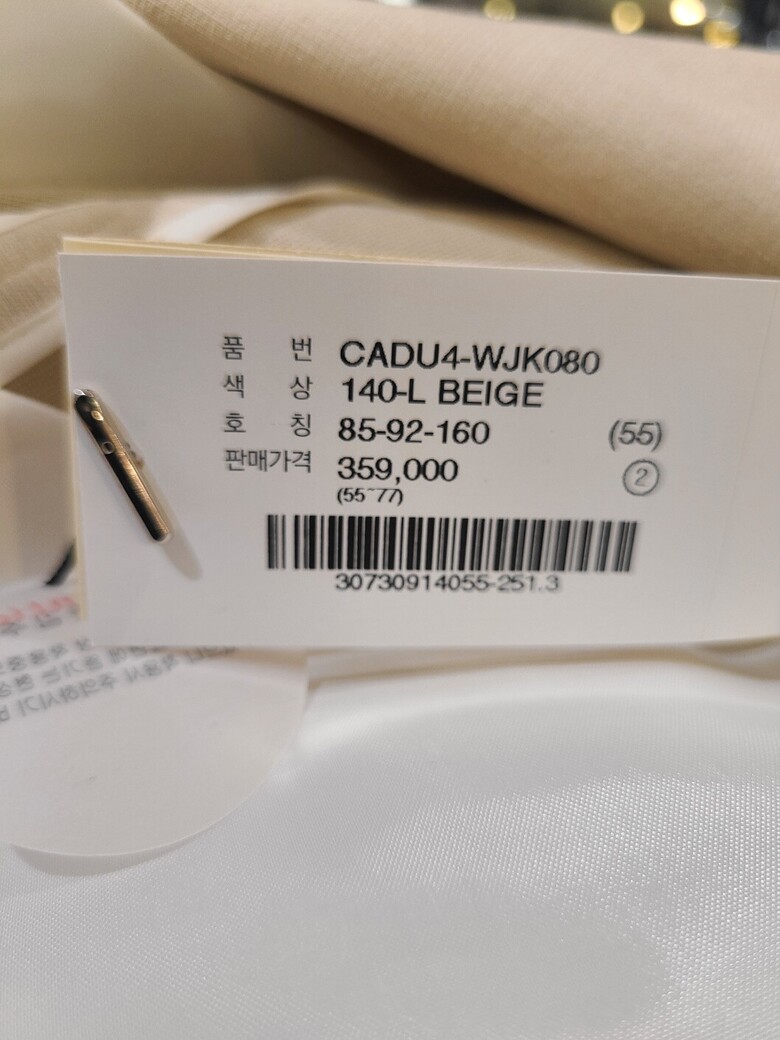 품 번 CADU4-WJK080
색 상 140-L BEIGE
호 칭 85-92-160 (55)
판매가격 359,000 ②
(55~77)
30730914055-251.3